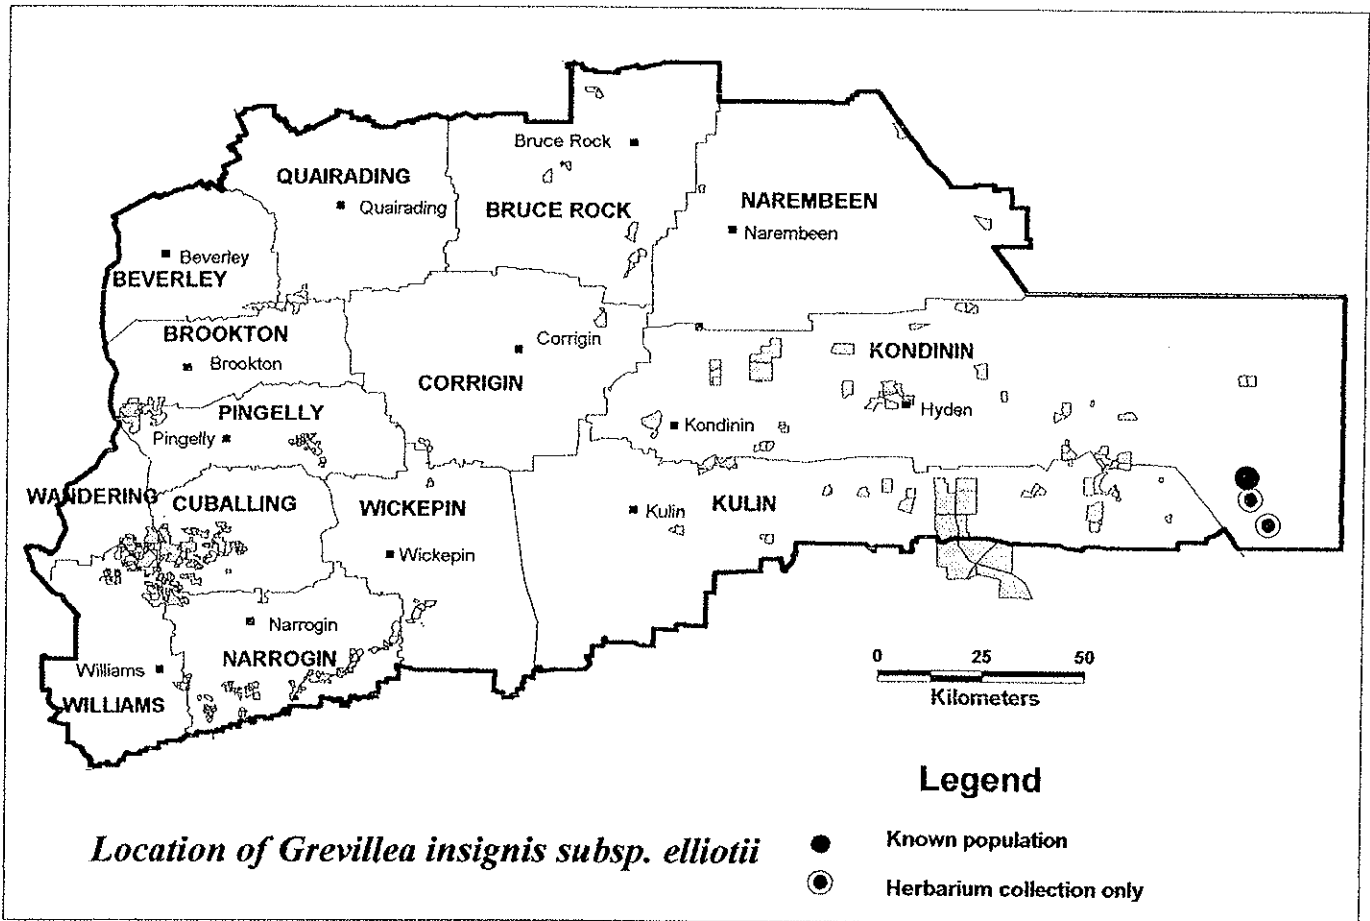 Bruce Rock
QUAIRADING
Quairading
BRUCE ROCK
NAREMBEEN
Narembeen
Beverley
BEVERLEY
BROOKTON
Brookton
Corrigin
CORRIGIN
KONDININ
PINGELLY
Pingelly
Kondinin
Hyden
WANDERING
CUBALLING
WICKEPIN
Kulin
KULIN
Wickepin
Narrogin
NARROGIN
Williams
WILLIAMS
0 25 50
Kilometers
Legend
Location of Grevillea insignis subsp. elliotii
Known population
Herbarium collection only